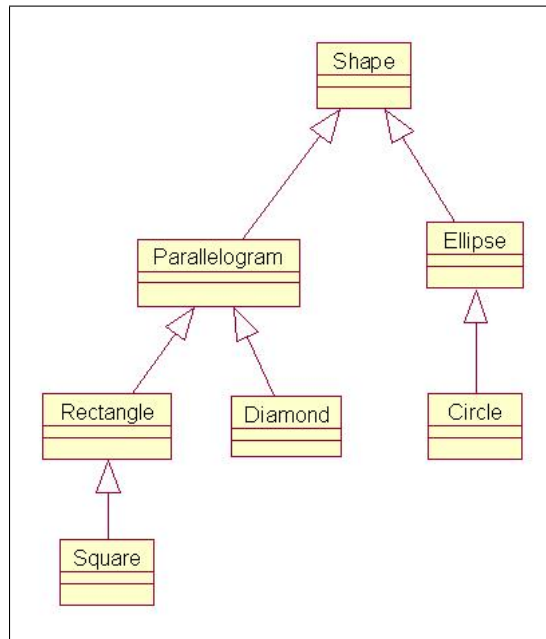 Shape
Parallelogram
Ellipse
Rectangle
Diamond
Circle
Square